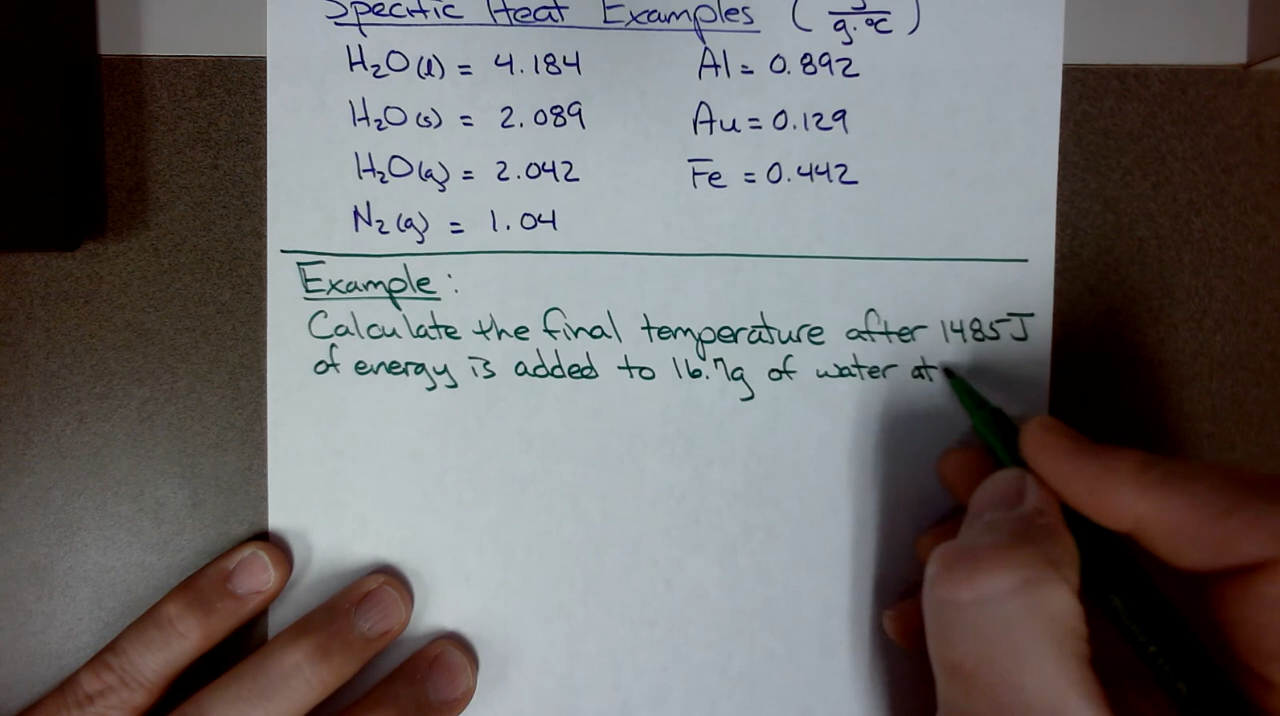 Specific Heat Examples (J/g·°C)
H₂O(l) = 4.184 Al = 0.892
H₂O(s) = 2.089 Au = 0.129
H₂O(g) = 2.042 Fe = 0.442
N₂(g) = 1.04
Example:
Calculate the final temperature after 1485J
of energy is added to 16.7g of water at